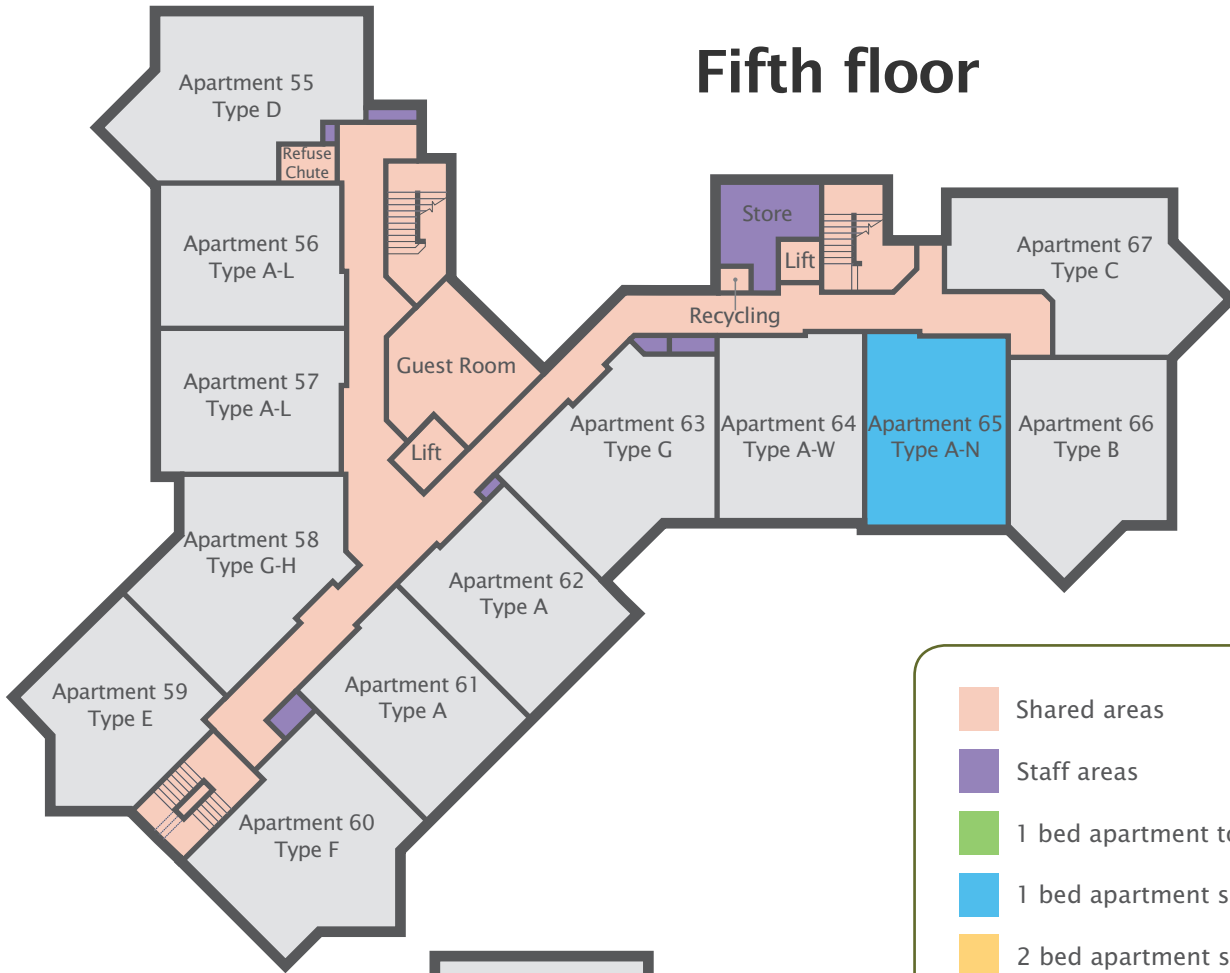 Fifth floor
Apartment 55
Type D
Refuse
Chute
Apartment 56
Type A-L
Apartment 57
Type A-L
Guest Room
Lift
Apartment 58
Type G-H
Apartment 59
Type E
Apartment 60
Type F
Apartment 61
Type A
Apartment 62
Type A
Apartment 63
Type G
Apartment 64
Type A-W
Apartment 65
Type A-N
Apartment 66
Type B
Apartment 67
Type C
Store
Lift
Recycling
Shared areas
Staff areas
1 bed apartment
1 bed apartment
2 bed apartment